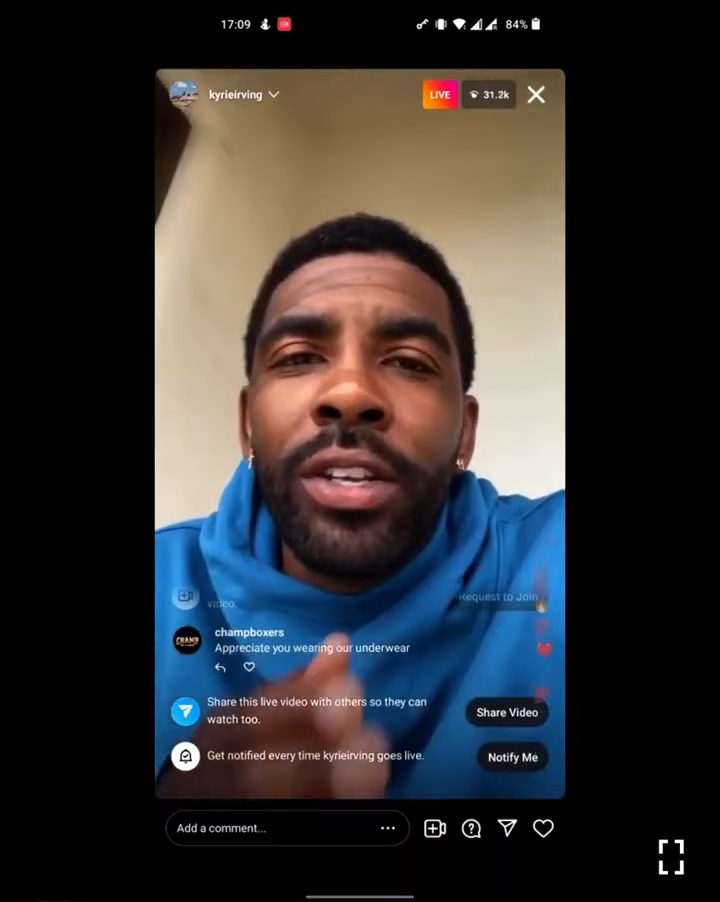 17:09
84%
kyrieirving
LIVE
31.2k
video.
Request to Join
CHAMP
champboxers
Appreciate you wearing our underwear
Share this live video with others so they can
watch too.
Share Video
Get notified every time kyrieirving goes live.
Notify Me
Add a comment...